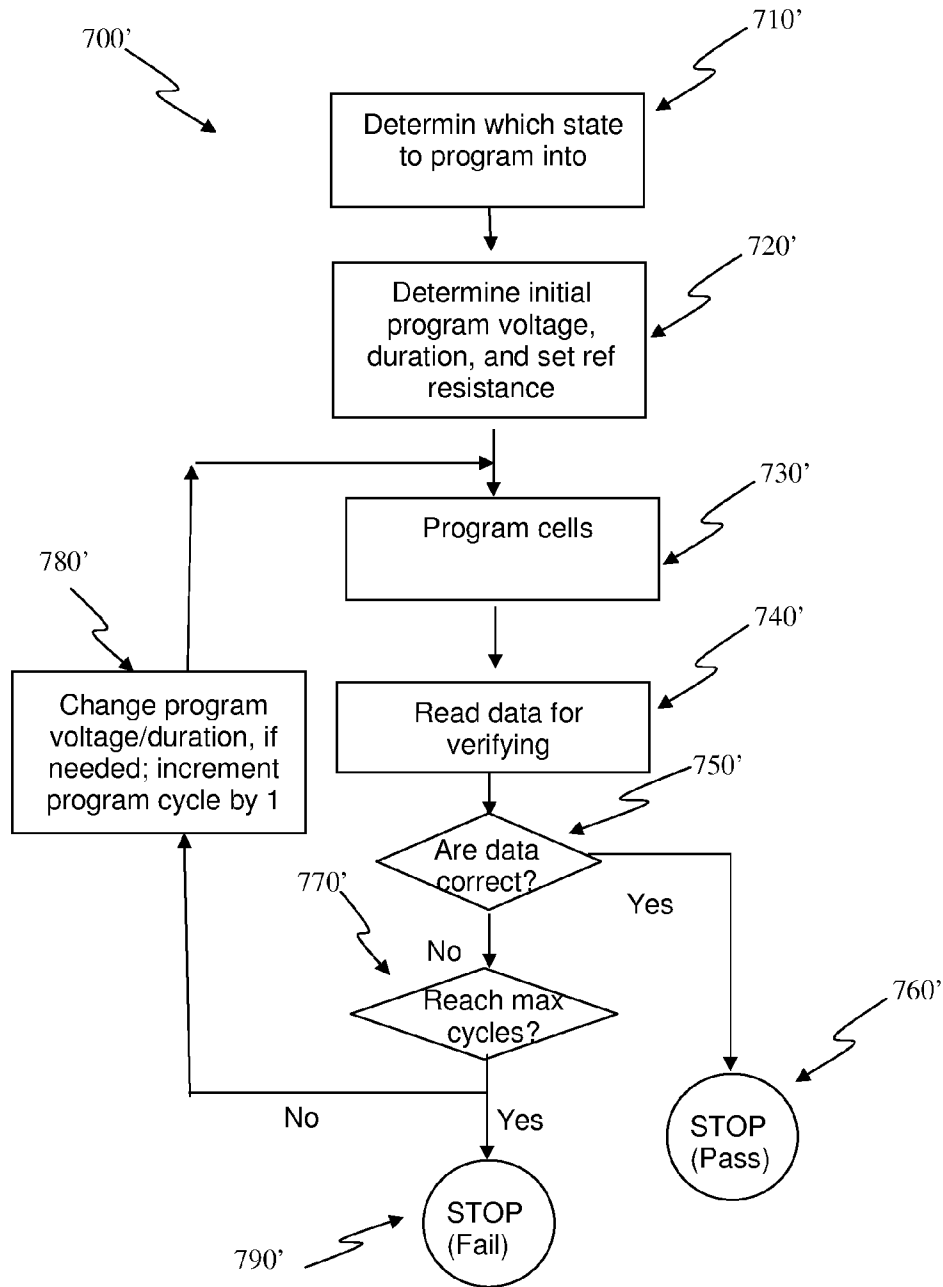 700’
710’
Determin which state
to program into
720’
Determine initial
program voltage,
duration, and set ref
resistance
730’
Program cells
780’
740’
Change program
voltage/duration, if
needed; increment
program cycle by 1
Read data for
verifying
750’
Are data
correct?
Yes
770’
No
Reach max
cycles?
760’
No
Yes
STOP
(Pass)
STOP
(Fail)
790’